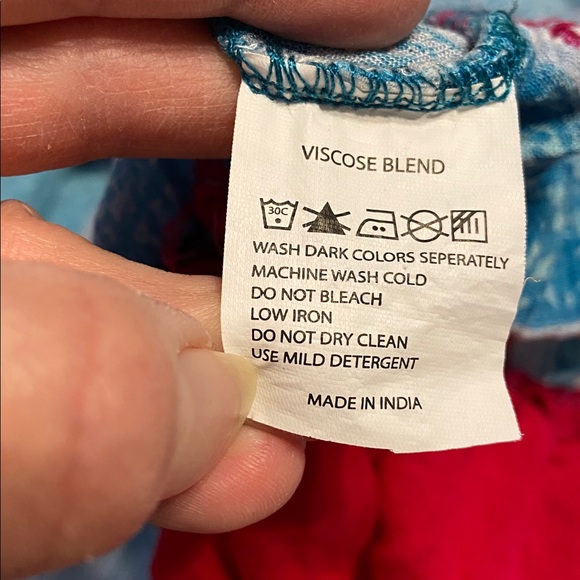 VISCOSE BLEND
30C
WASH DARK COLORS SEPERATELY
MACHINE WASH COLD
DO NOT BLEACH
LOW IRON
DO NOT DRY CLEAN
USE MILD DETERGENT
MADE IN INDIA